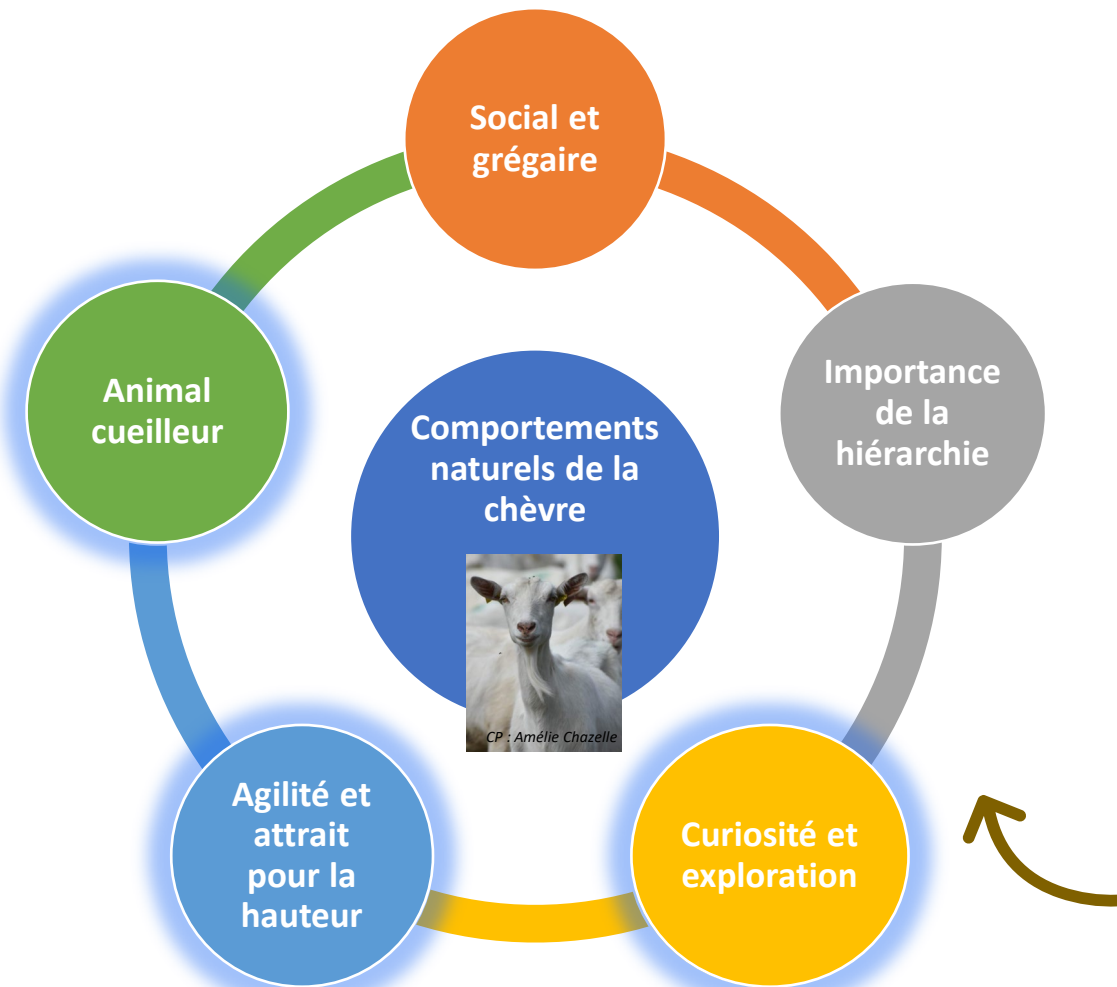 Social et
grégaire
Importance
de la
hiérarchie
Curiosité et
exploration
Agilité et
attrait
pour la
hauteur
Animal
cueilleur
Comportements
naturels de la
chèvre
CP : Amélie Chazelle